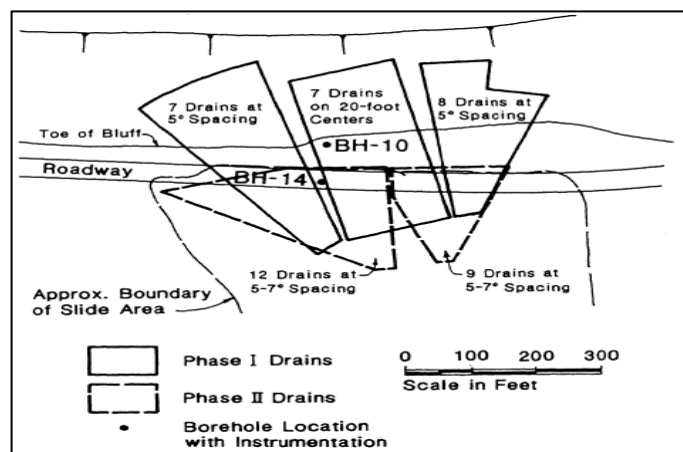 7 Drains at
5° Spacing
7 Drains
on 20-foot
Centers
8 Drains at
5° Spacing
Toe of Bluff
BH-10
Roadway
BH-14
12 Drains at
5-7° Spacing
9 Drains at
5-7° Spacing
Approx. Boundary
of Slide Area
Phase I Drains
Phase II Drains
Borehole Location
with Instrumentation
0 100 200 300
Scale in Feet